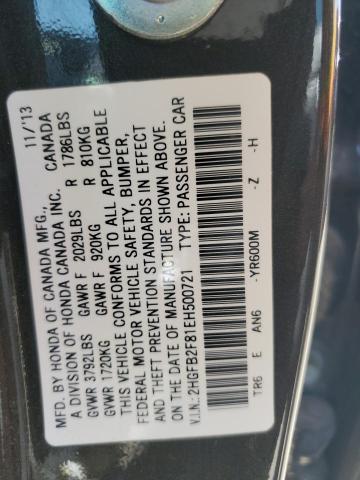 11/'13
MFD. BY HONDA OF CANADA MFG., CANADA
A DIVISION OF HONDA CANADA INC.
GVWR 3792LBS GAWR F 2029LBS R 1786LBS
GVWR 1720KG GAWR F 920KG R 810KG
THIS VEHICLE CONFORMS TO ALL APPLICABLE
FEDERAL MOTOR VEHICLE SAFETY, BUMPER,
AND THEFT PREVENTION STANDARDS IN EFFECT
ON THE DATE OF MANUFACTURE SHOWN ABOVE.
V.I.N.: 2HGFB2F81EH500721 TYPE: PASSENGER CAR
TR6 E AN6 -YR600M -Z -H